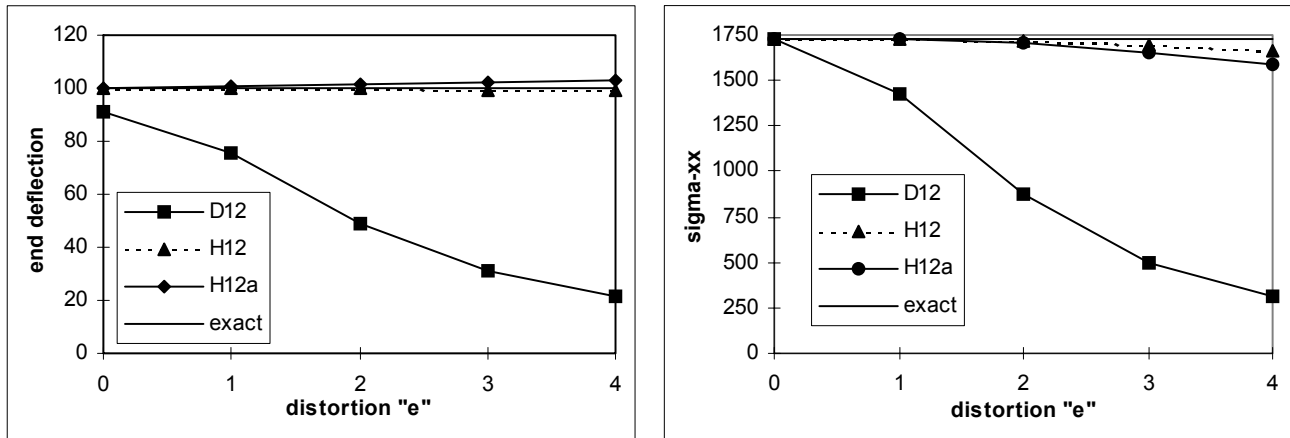 120
100
80
60
40
20
0
end deflection
D12
H12
H12a
exact
0 1 2 3 4
distortion "e"
1750
1500
1250
1000
750
500
250
0
sigma-xx
D12
H12
H12a
exact
0 1 2 3 4
distortion "e"